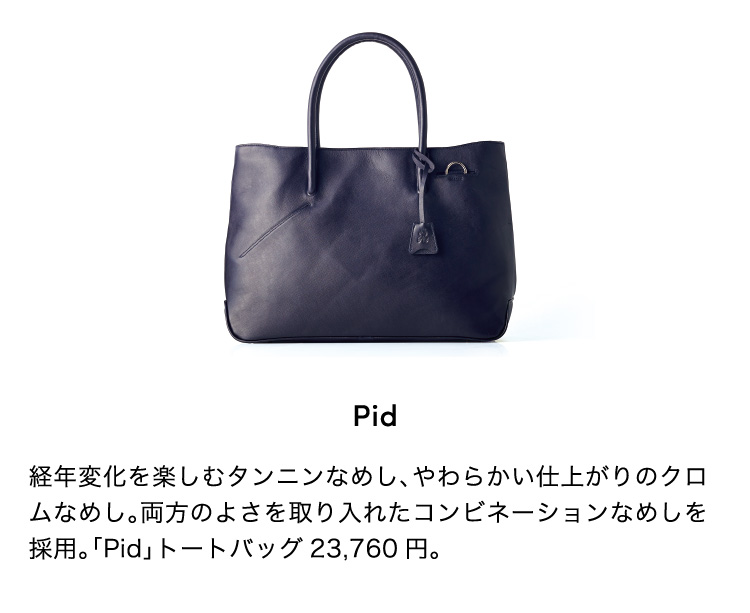 Pid
経年変化を楽しむタンニンなめし、やわらかい仕上がりのクロ
ムなめし。両方のよさを取り入れたコンビネーションなめしを
採用。「Pid」トートバッグ 23,760 円。